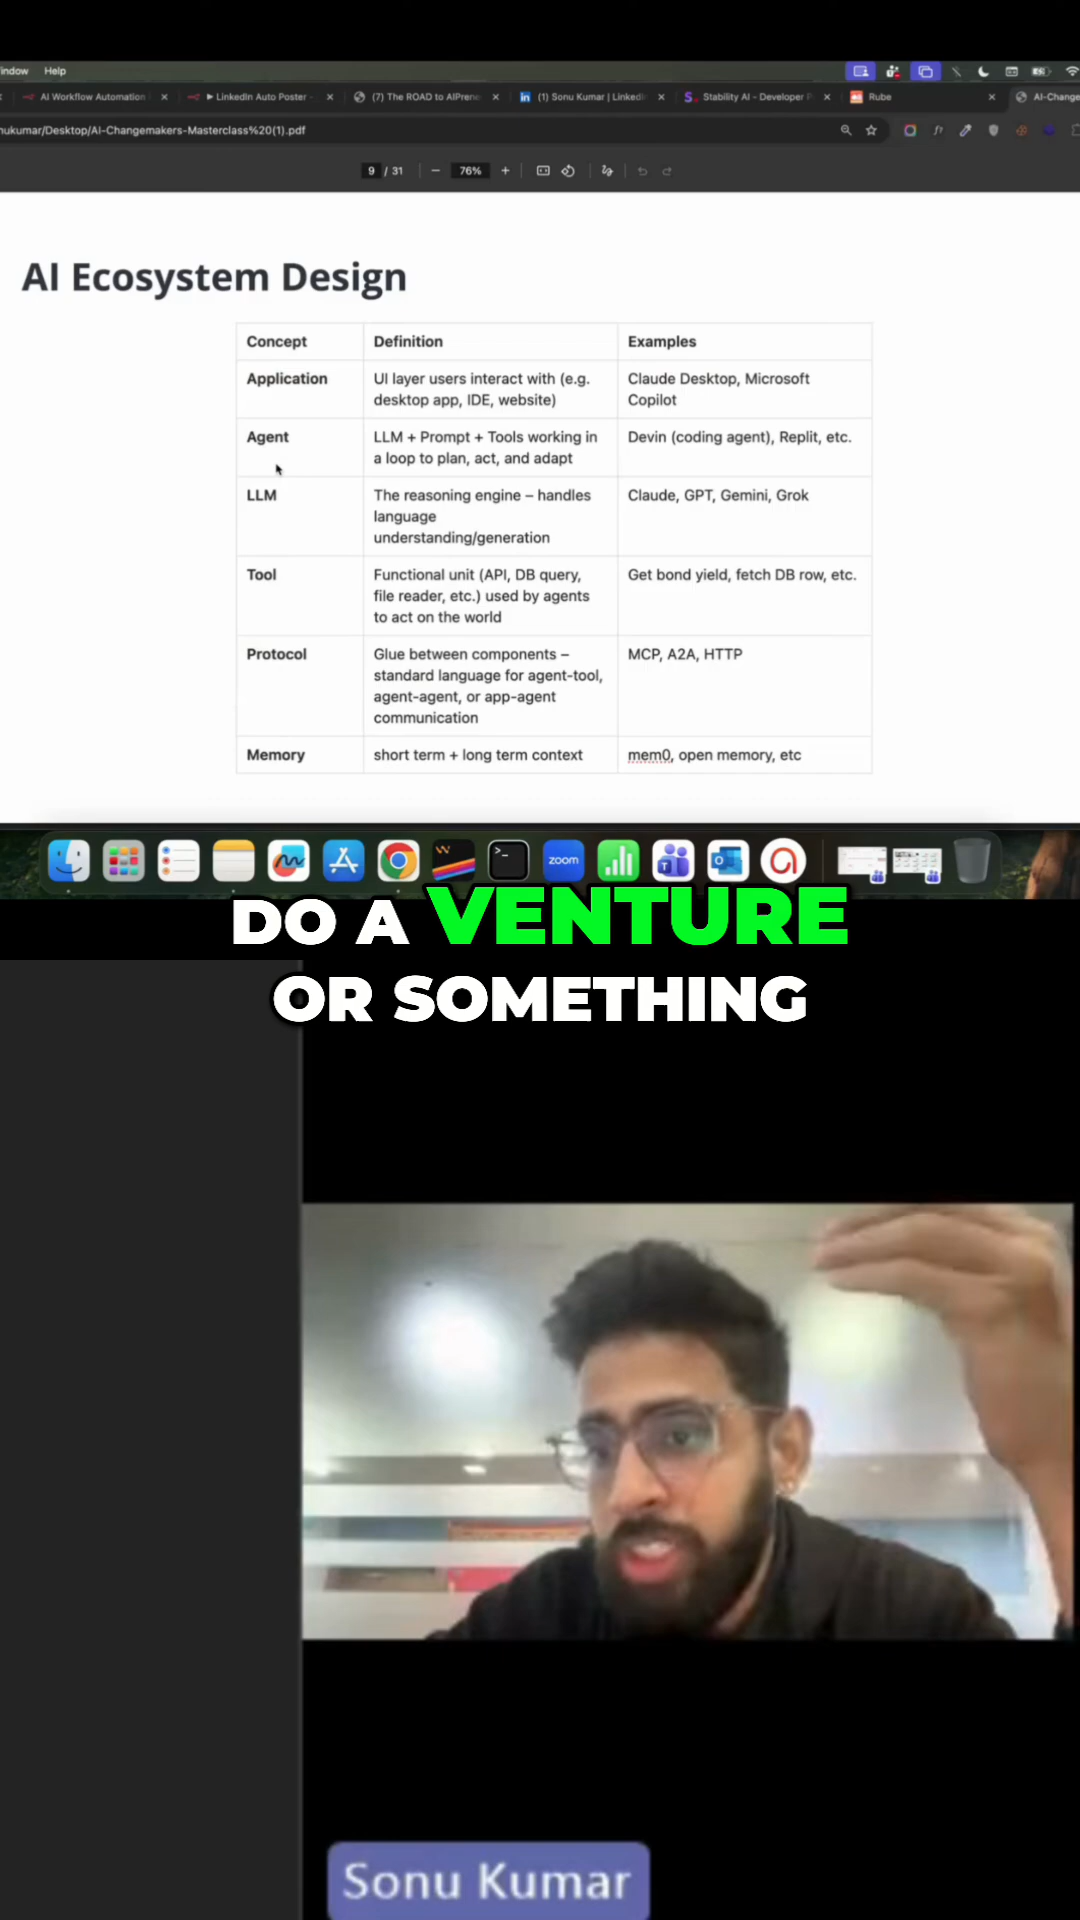 indow Help
AI Workflow Automation
LinkedIn Auto Poster -
(7) The ROAD to AIPrene
(1) Sonu Kumar | LinkedI
Stability AI - Developer P
Rube
AI-Change
nukumar/Desktop/AI-Changemakers-Masterclass%20(1).pdf
9 / 31 − 76% +
AI Ecosystem Design
Concept Definition Examples
Application UI layer users interact with (e.g. Claude Desktop, Microsoft
desktop app, IDE, website) Copilot
Agent LLM + Prompt + Tools working in Devin (coding agent), Replit, etc.
a loop to plan, act, and adapt
LLM The reasoning engine – handles Claude, GPT, Gemini, Grok
language
understanding/generation
Tool Functional unit (API, DB query, Get bond yield, fetch DB row, etc.
file reader, etc.) used by agents
to act on the world
Protocol Glue between components – MCP, A2A, HTTP
standard language for agent-tool,
agent-agent, or app-agent
communication
Memory short term + long term context mem0, open memory, etc
zoom
DO A VENTURE
OR SOMETHING
Sonu Kumar